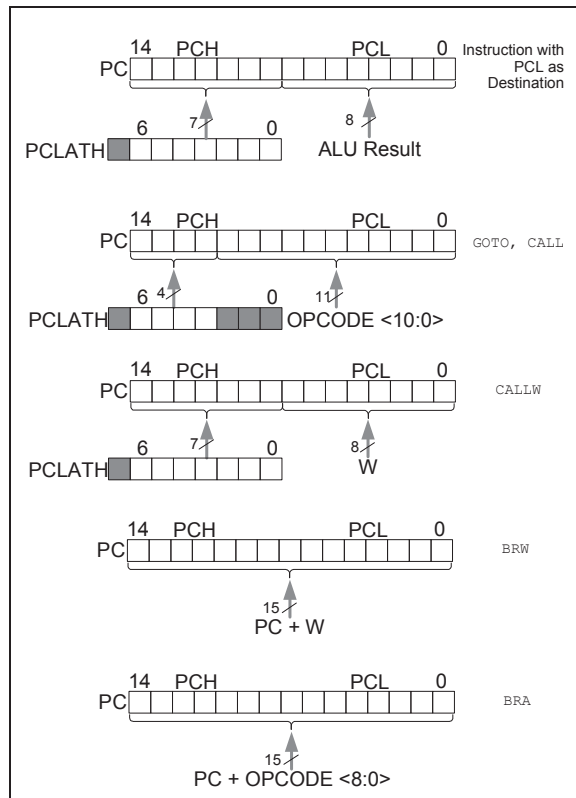 14 PCH PCL 0
PC
Instruction with
PCL as
Destination
7 8
6 0
PCLATH
ALU Result
14 PCH PCL 0
PC
GOTO, CALL
4 11
6 0
PCLATH
OPCODE <10:0>
14 PCH PCL 0
PC
CALLW
7 8
6 0
PCLATH
W
14 PCH PCL 0
PC
BRW
15
PC + W
14 PCH PCL 0
PC
BRA
15
PC + OPCODE <8:0>